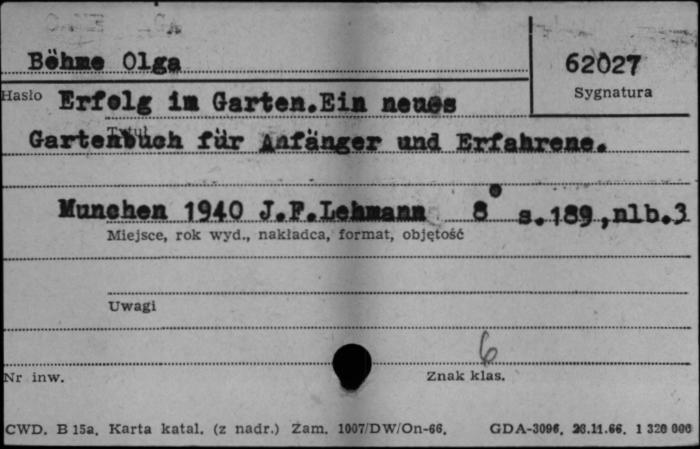 Böhme Olga
62027
Sygnatura
Hasło
Erfolg im Garten.Ein neues
Tytuł
Gartenbuch für Anfänger und Erfahrene.
Munchen 1940 J.F.Lehmann 8° s.189,nlb.3
Miejsce, rok wyd., nakładca, format, objętość
Uwagi
6
Nr inw.
Znak klas.
CWD. B 15a. Karta katal. (z nadr.) Zam. 1007/DW/On-66. GDA-3096. 28.11.66. 1 320 000